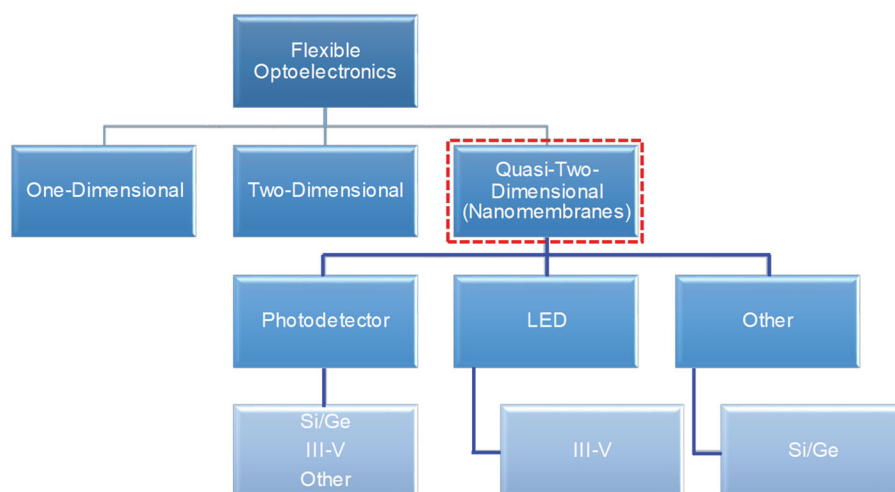 Flexible
Optoelectronics
One-Dimensional
Two-Dimensional
Quasi-Two-
Dimensional
(Nanomembranes)
Photodetector
LED
Other
Si/Ge
III-V
Other
III-V
Si/Ge